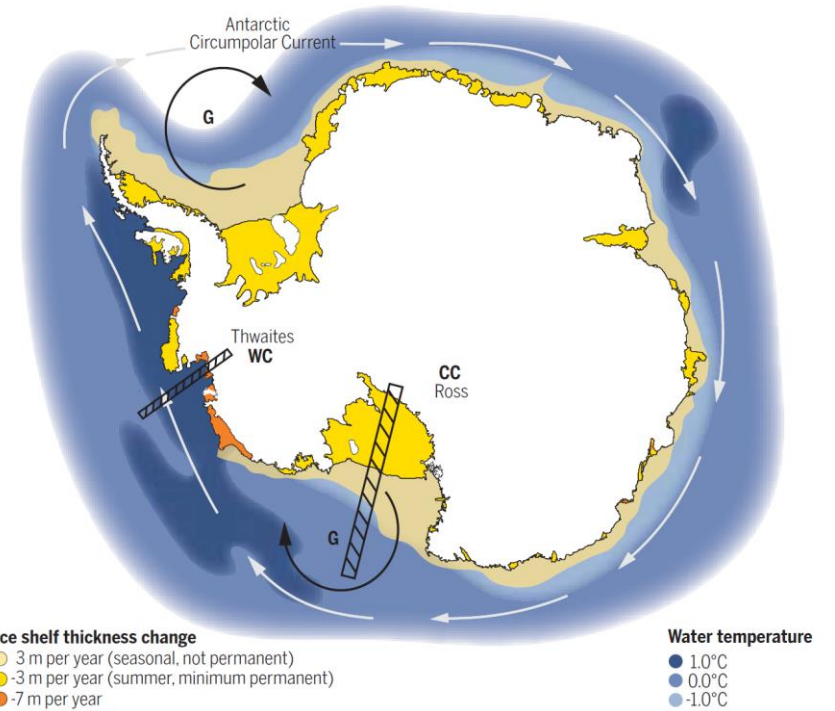 Antarctic
Circumpolar Current
G
Thwaites
WC
CC
Ross
G
ce shelf thickness change
3 m per year (seasonal, not permanent)
-3 m per year (summer, minimum permanent)
-7 m per year
Water temperature
1.0°C
0.0°C
-1.0°C